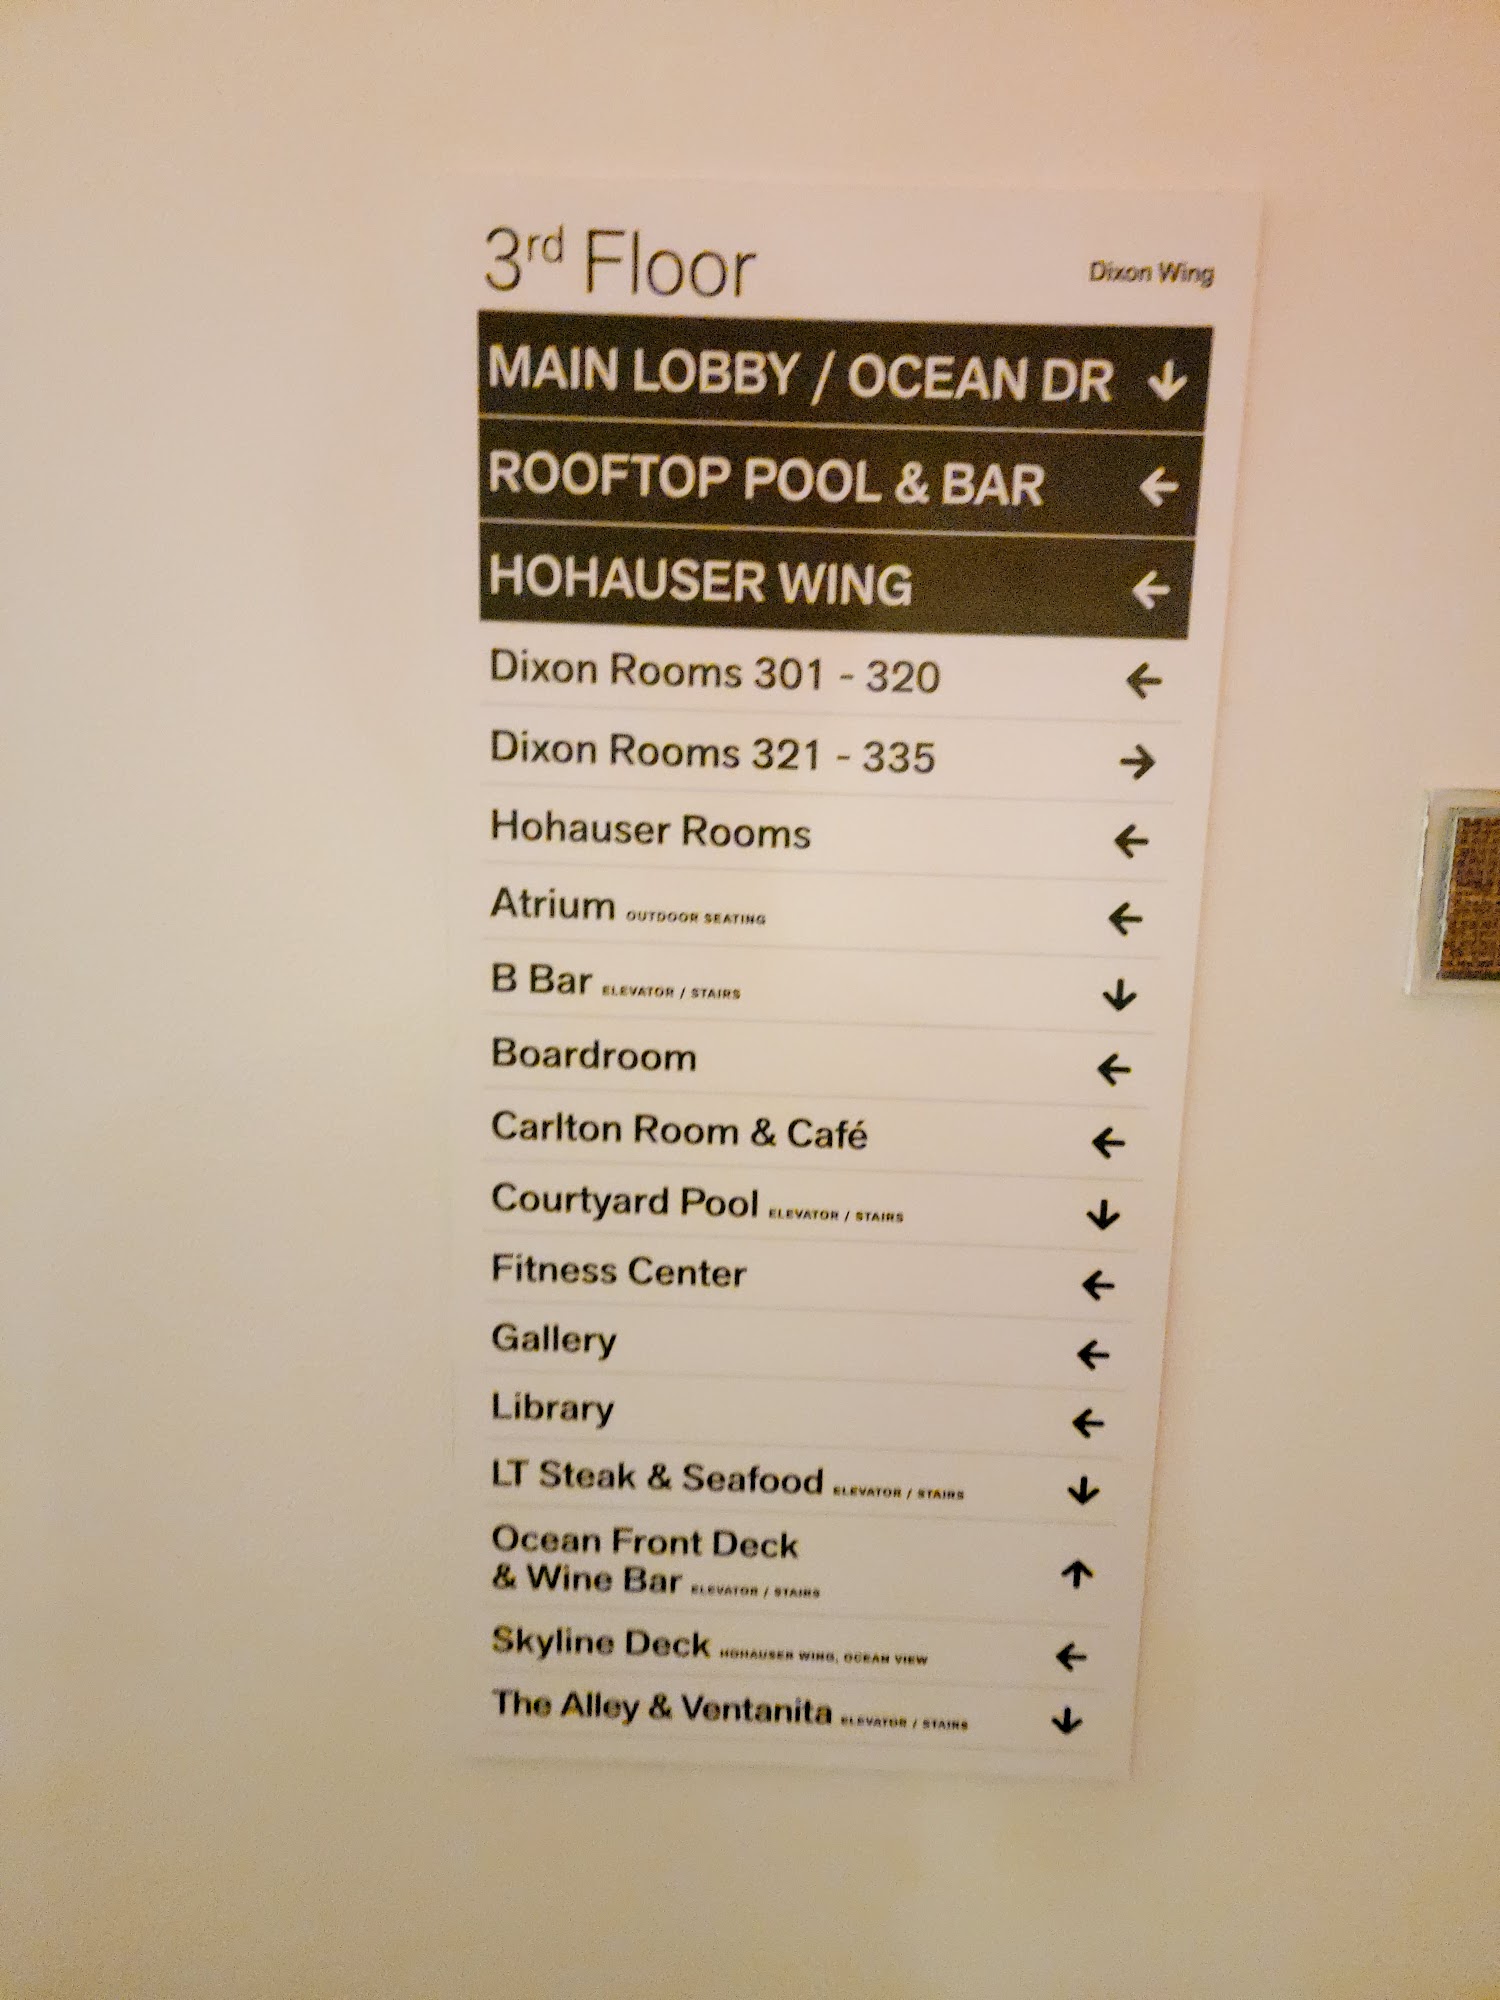 3rd Floor
Dixon Wing
MAIN LOBBY / OCEAN DR ↓
ROOFTOP POOL & BAR ←
HOHAUSER WING ←
Dixon Rooms 301 - 320 ←
Dixon Rooms 321 - 335 →
Hohauser Rooms ←
Atrium OUTDOOR SEATING ←
B Bar ELEVATOR / STAIRS ↓
Boardroom ←
Carlton Room & Café ←
Courtyard Pool ELEVATOR / STAIRS ↓
Fitness Center ←
Gallery ←
Library ←
LT Steak & Seafood ELEVATOR / STAIRS ↓
Ocean Front Deck
& Wine Bar ELEVATOR / STAIRS ↑
Skyline Deck HOHAUSER WING, OCEAN VIEW ←
The Alley & Ventanita ELEVATOR / STAIRS ↓